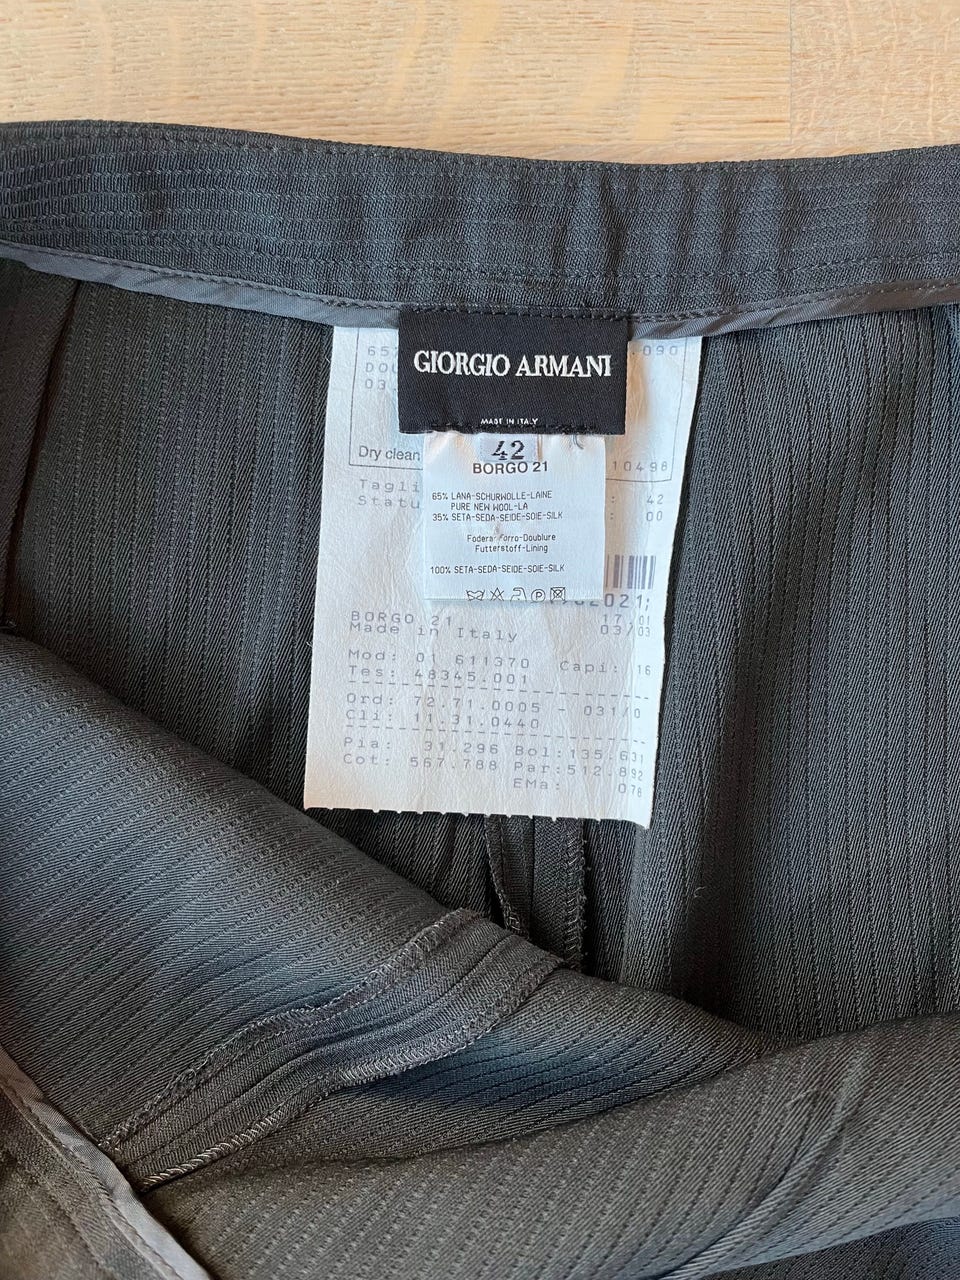 GIORGIO ARMANI
MADE IN ITALY
42
BORGO 21
65% LANA-SCHURWOLLE-LAINE
PURE NEW WOOL-LA
35% SETA-SEDA-SEIDE-SOIE-SILK
Fodera-Forro-Doublure
Futterstoff-Lining
100% SETA-SEDA-SEIDE-SOIE-SILK
090
Dry clean
10498
: 42
: 00
2021;
BORGO 21 17.01
Made in Italy 03/03
Mod: 01 611370 Capi: 16
Tes: 48345.001
Ord: 72.71.0005 - 031/0
Cli: 11.31.0440
Pia: 31.296 Bol:135.631
Cot: 567.788 Par:512.892
EMa: 078